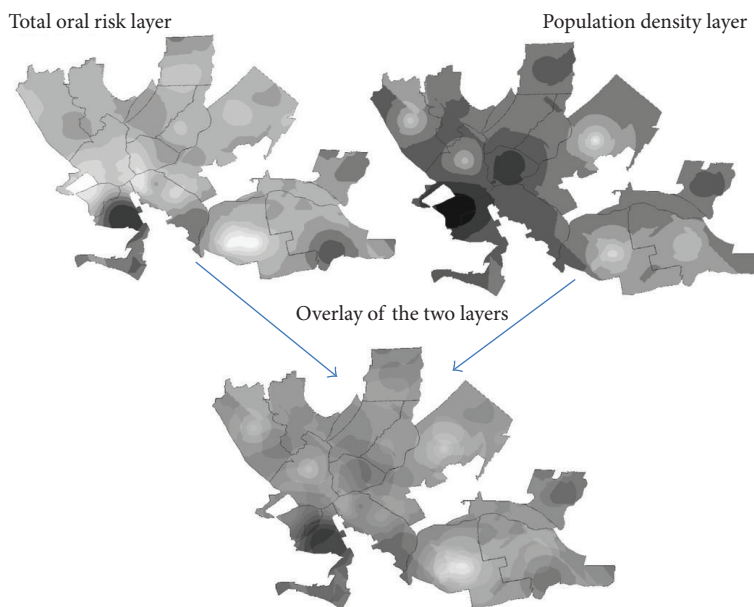 Total oral risk layer
Population density layer
Overlay of the two layers